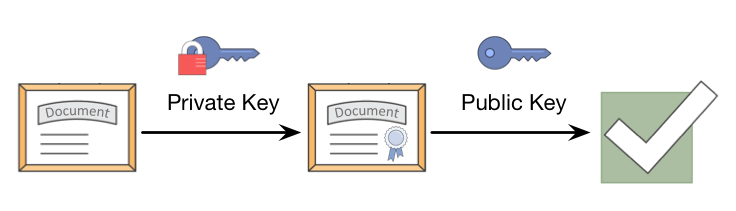 Document
Private Key
Document
Public Key